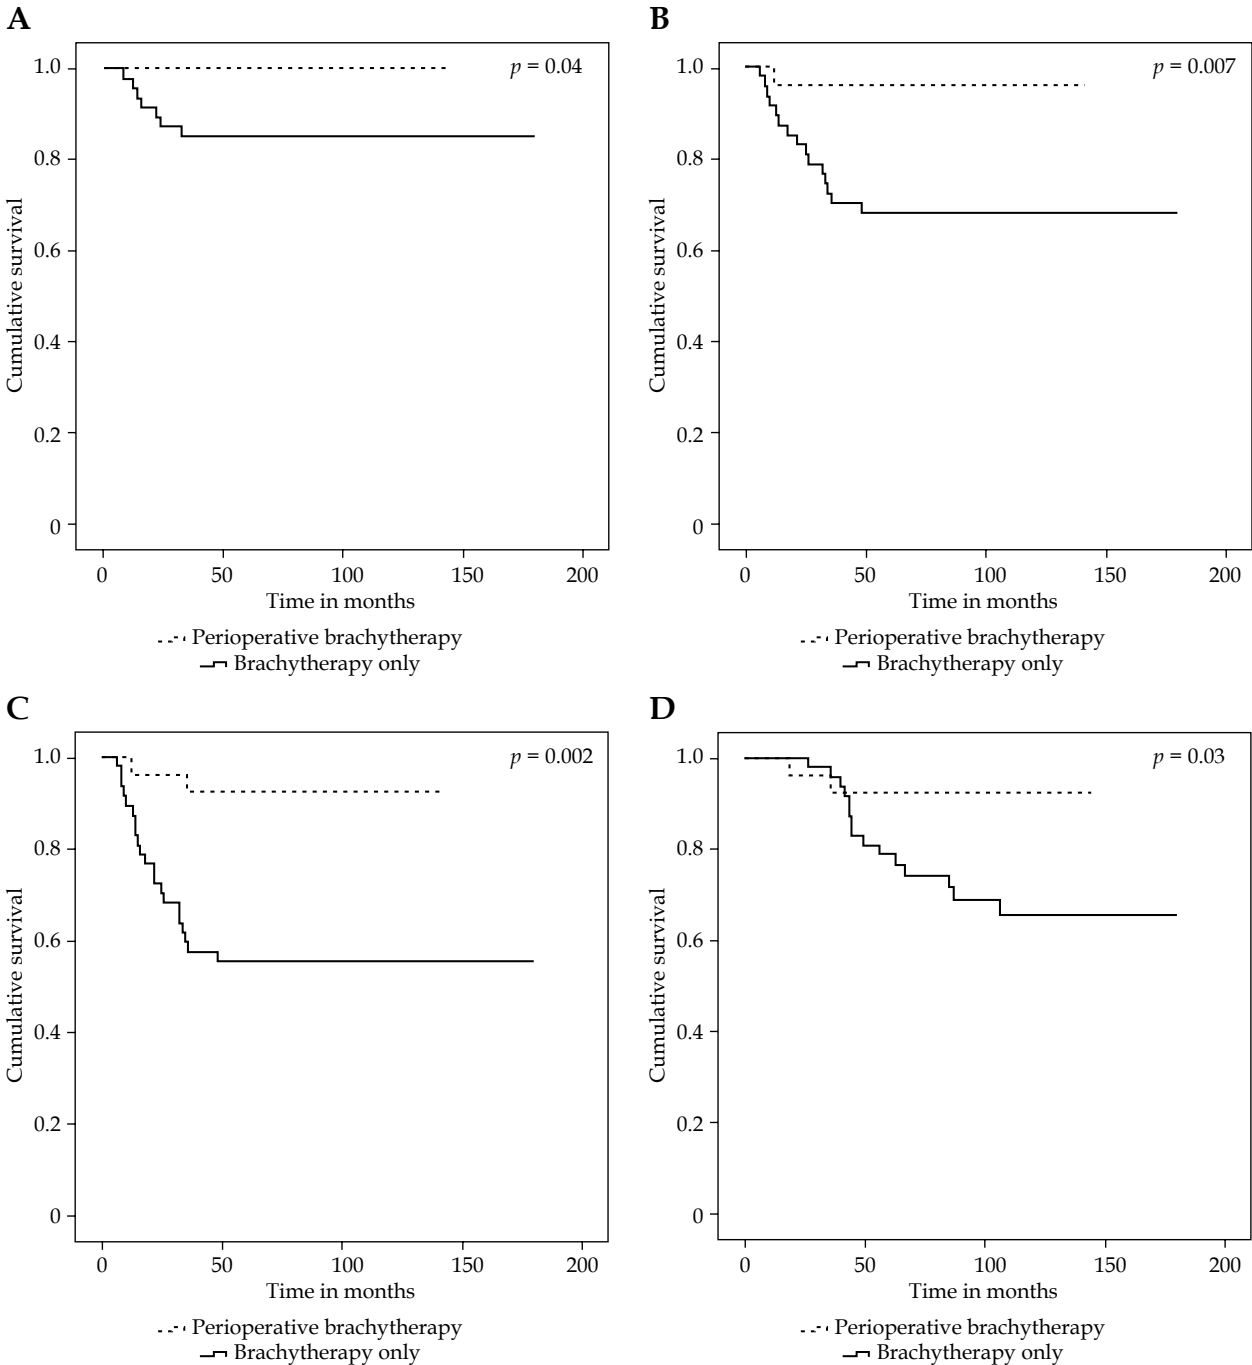 A
p = 0.04
1.0
0.8
0.6
0.4
0.2
0
Cumulative survival
0 50 100 150 200
Time in months
Perioperative brachytherapy
Brachytherapy only
B
p = 0.007
1.0
0.8
0.6
0.4
0.2
0
Cumulative survival
0 50 100 150 200
Time in months
Perioperative brachytherapy
Brachytherapy only
C
p = 0.002
1.0
0.8
0.6
0.4
0.2
0
Cumulative survival
0 50 100 150 200
Time in months
Perioperative brachytherapy
Brachytherapy only
D
p = 0.03
1.0
0.8
0.6
0.4
0.2
0
Cumulative survival
0 50 100 150 200
Time in months
Perioperative brachytherapy
Brachytherapy only